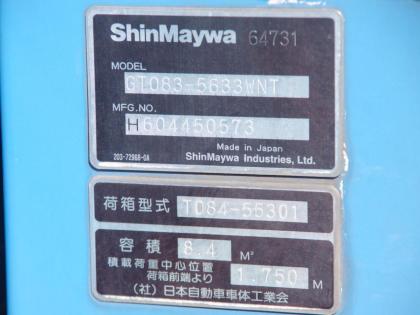 ShinMaywa 64731
MODEL
GT083-5633WNT
MFG.NO.
H604450573
Made in Japan
203-72968-0A ShinMaywa Industries, Ltd.
荷箱型式 T084-55301
容積 8.4 M³
積載荷重中心位置
荷箱前端より 1.750 M
(社)日本自動車車体工業会